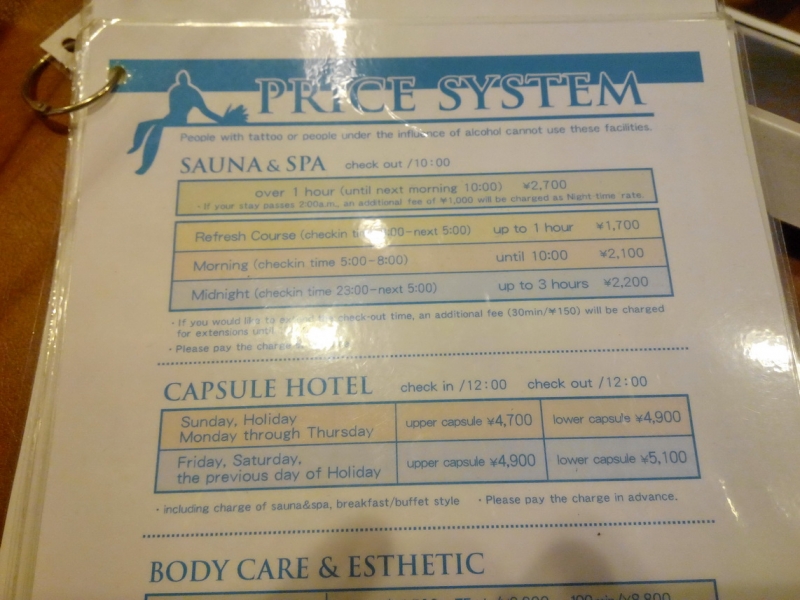 PRICE SYSTEM
People with tattoo or people under the influence of alcohol cannot use these facilities.
SAUNA & SPA check out /10:00
over 1 hour (until next morning 10:00) ¥2,700
・If your stay passes 2:00a.m., an additional fee of ¥1,000 will be charged as Night time rate.
Refresh Course (checkin :00-next 5:00) up to 1 hour ¥1,700
Morning (checkin time 5:00-8:00) until 10:00 ¥2,100
Midnight (checkin time 23:00-next 5:00) up to 3 hours ¥2,200
・If you would like to check-out time, an additional fee (30min/¥150) will be charged
for extensions until
・Please pay the charge
CAPSULE HOTEL check in /12:00 check out /12:00
Sunday, Holiday
Monday through Thursday upper capsule ¥4,700 lower capsule ¥4,900
Friday, Saturday,
the previous day of Holiday upper capsule ¥4,900 lower capsule ¥5,100
・including charge of sauna&spa, breakfast/buffet style ・Please pay the charge in advance.
BODY CARE & ESTHETIC